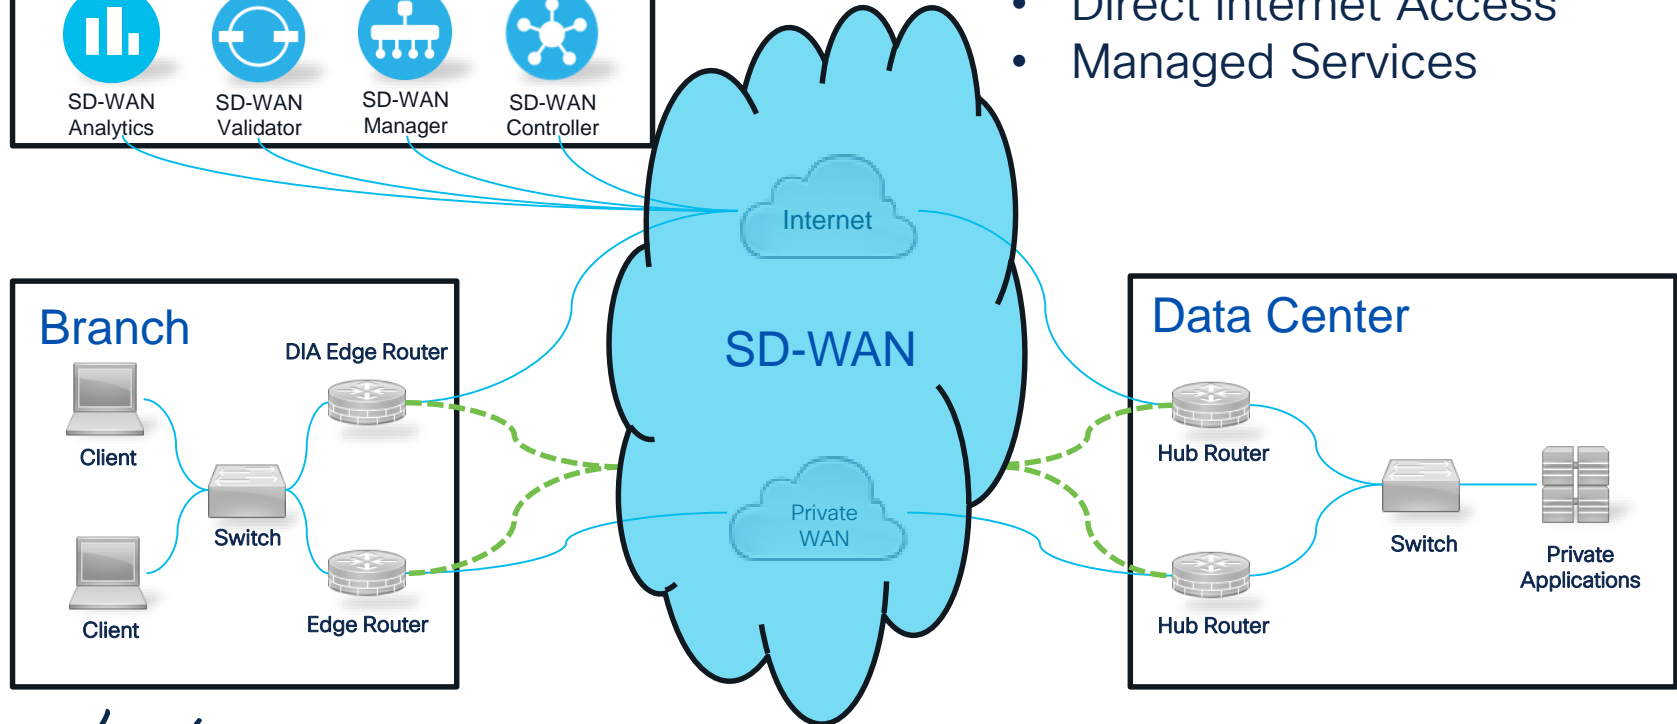 • Direct Internet Access
• Managed Services
SD-WAN
Analytics
SD-WAN
Validator
SD-WAN
Manager
SD-WAN
Controller
Internet
Branch
DIA Edge Router
Client
Switch
Client
Edge Router
SD-WAN
Private
WAN
Data Center
Hub Router
Switch
Private
Applications
Hub Router